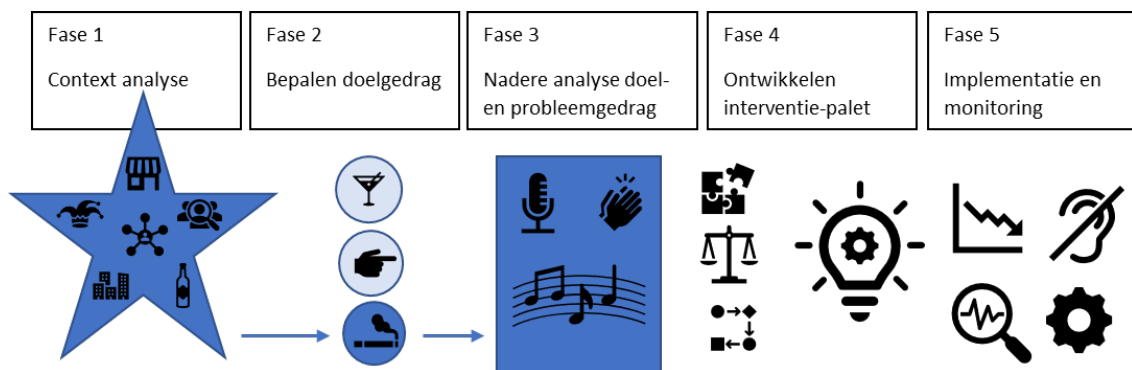 Fase 1
Context analyse
Fase 2
Bepalen doelgedrag
Fase 3
Nadere analyse doel-
en probleemgedrag
Fase 4
Ontwikkelen
interventie-palet
Fase 5
Implementatie en
monitoring